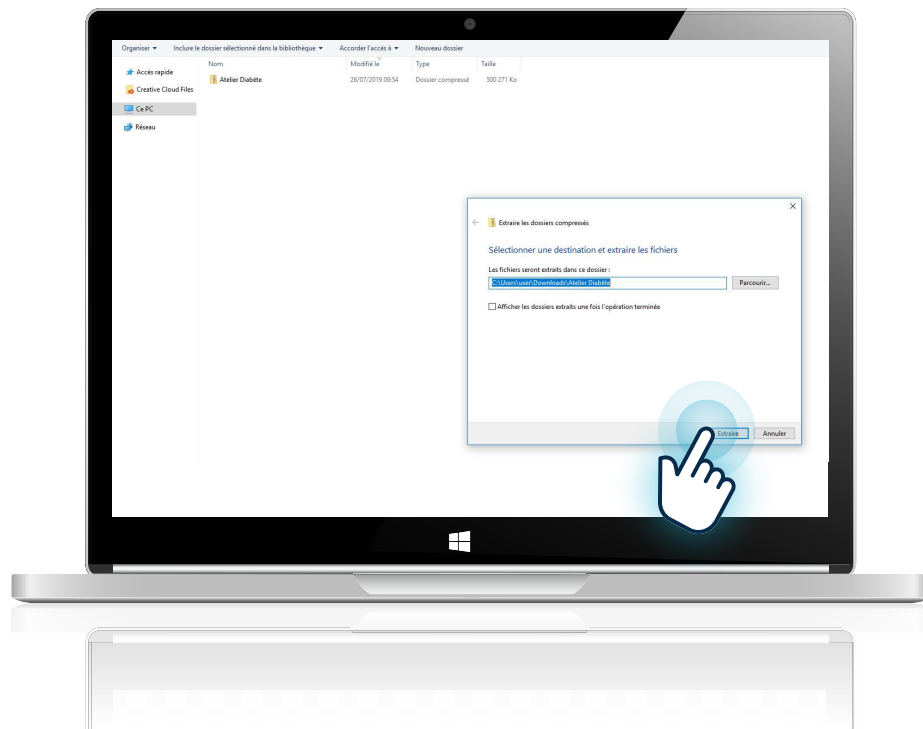 Organiser Inclure le dossier sélectionné dans la bibliothèque Accorder l'accès à Nouveau dossier
Nom Modifié le Type Taille
Accès rapide
Atelier Diabète 26/07/2019 09:54 Dossier compressé 500 271 Ko
Creative Cloud Files
Ce PC
Réseau
Extraire les dossiers compressés
Sélectionner une destination et extraire les fichiers
Les fichiers seront extraits dans ce dossier :
C:\Users\user\Downloads\Atelier Diabète Parcourir...
Afficher les dossiers extraits une fois l'opération terminée
Extraire Annuler